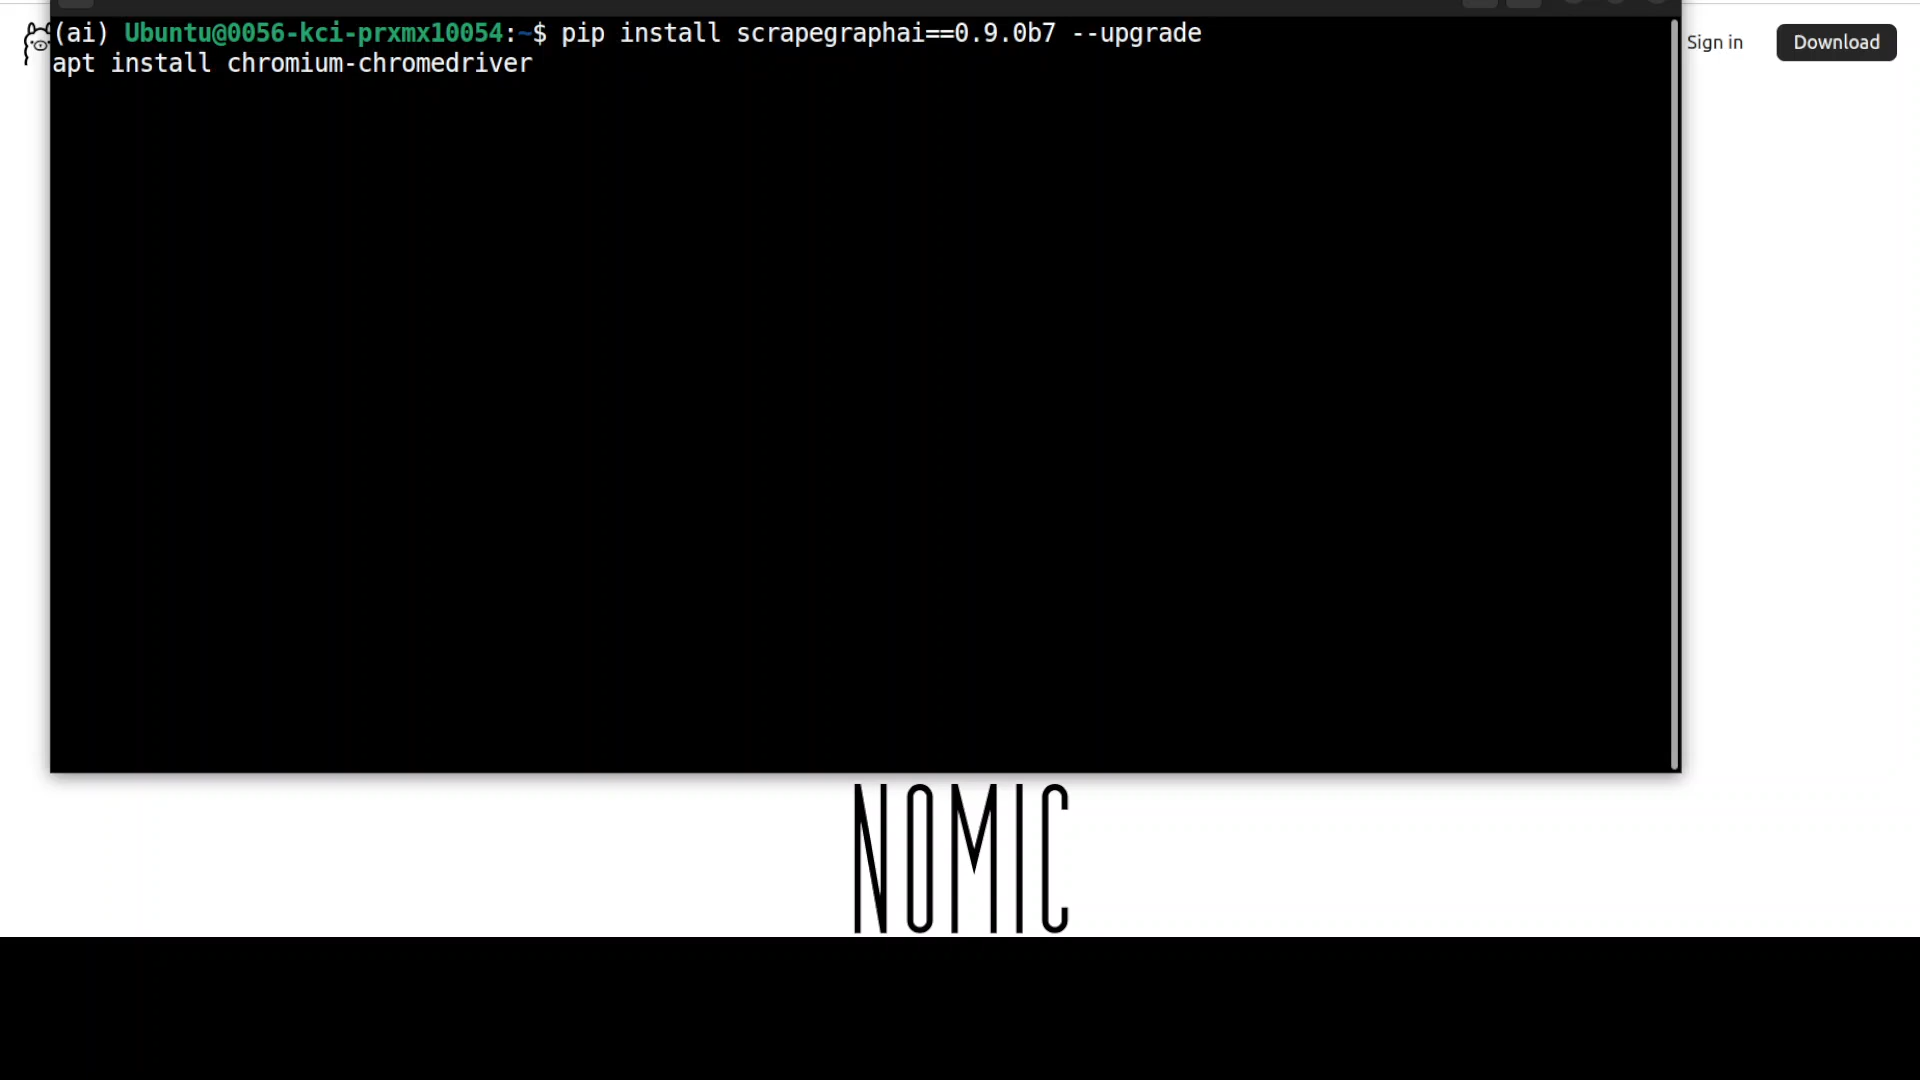 (ai) Ubuntu@0056-kci-prxmx10054:~$ pip install scrapegraphai==0.9.0b7 --upgrade
apt install chromium-chromedriver
Sign in
Download
NOMIC